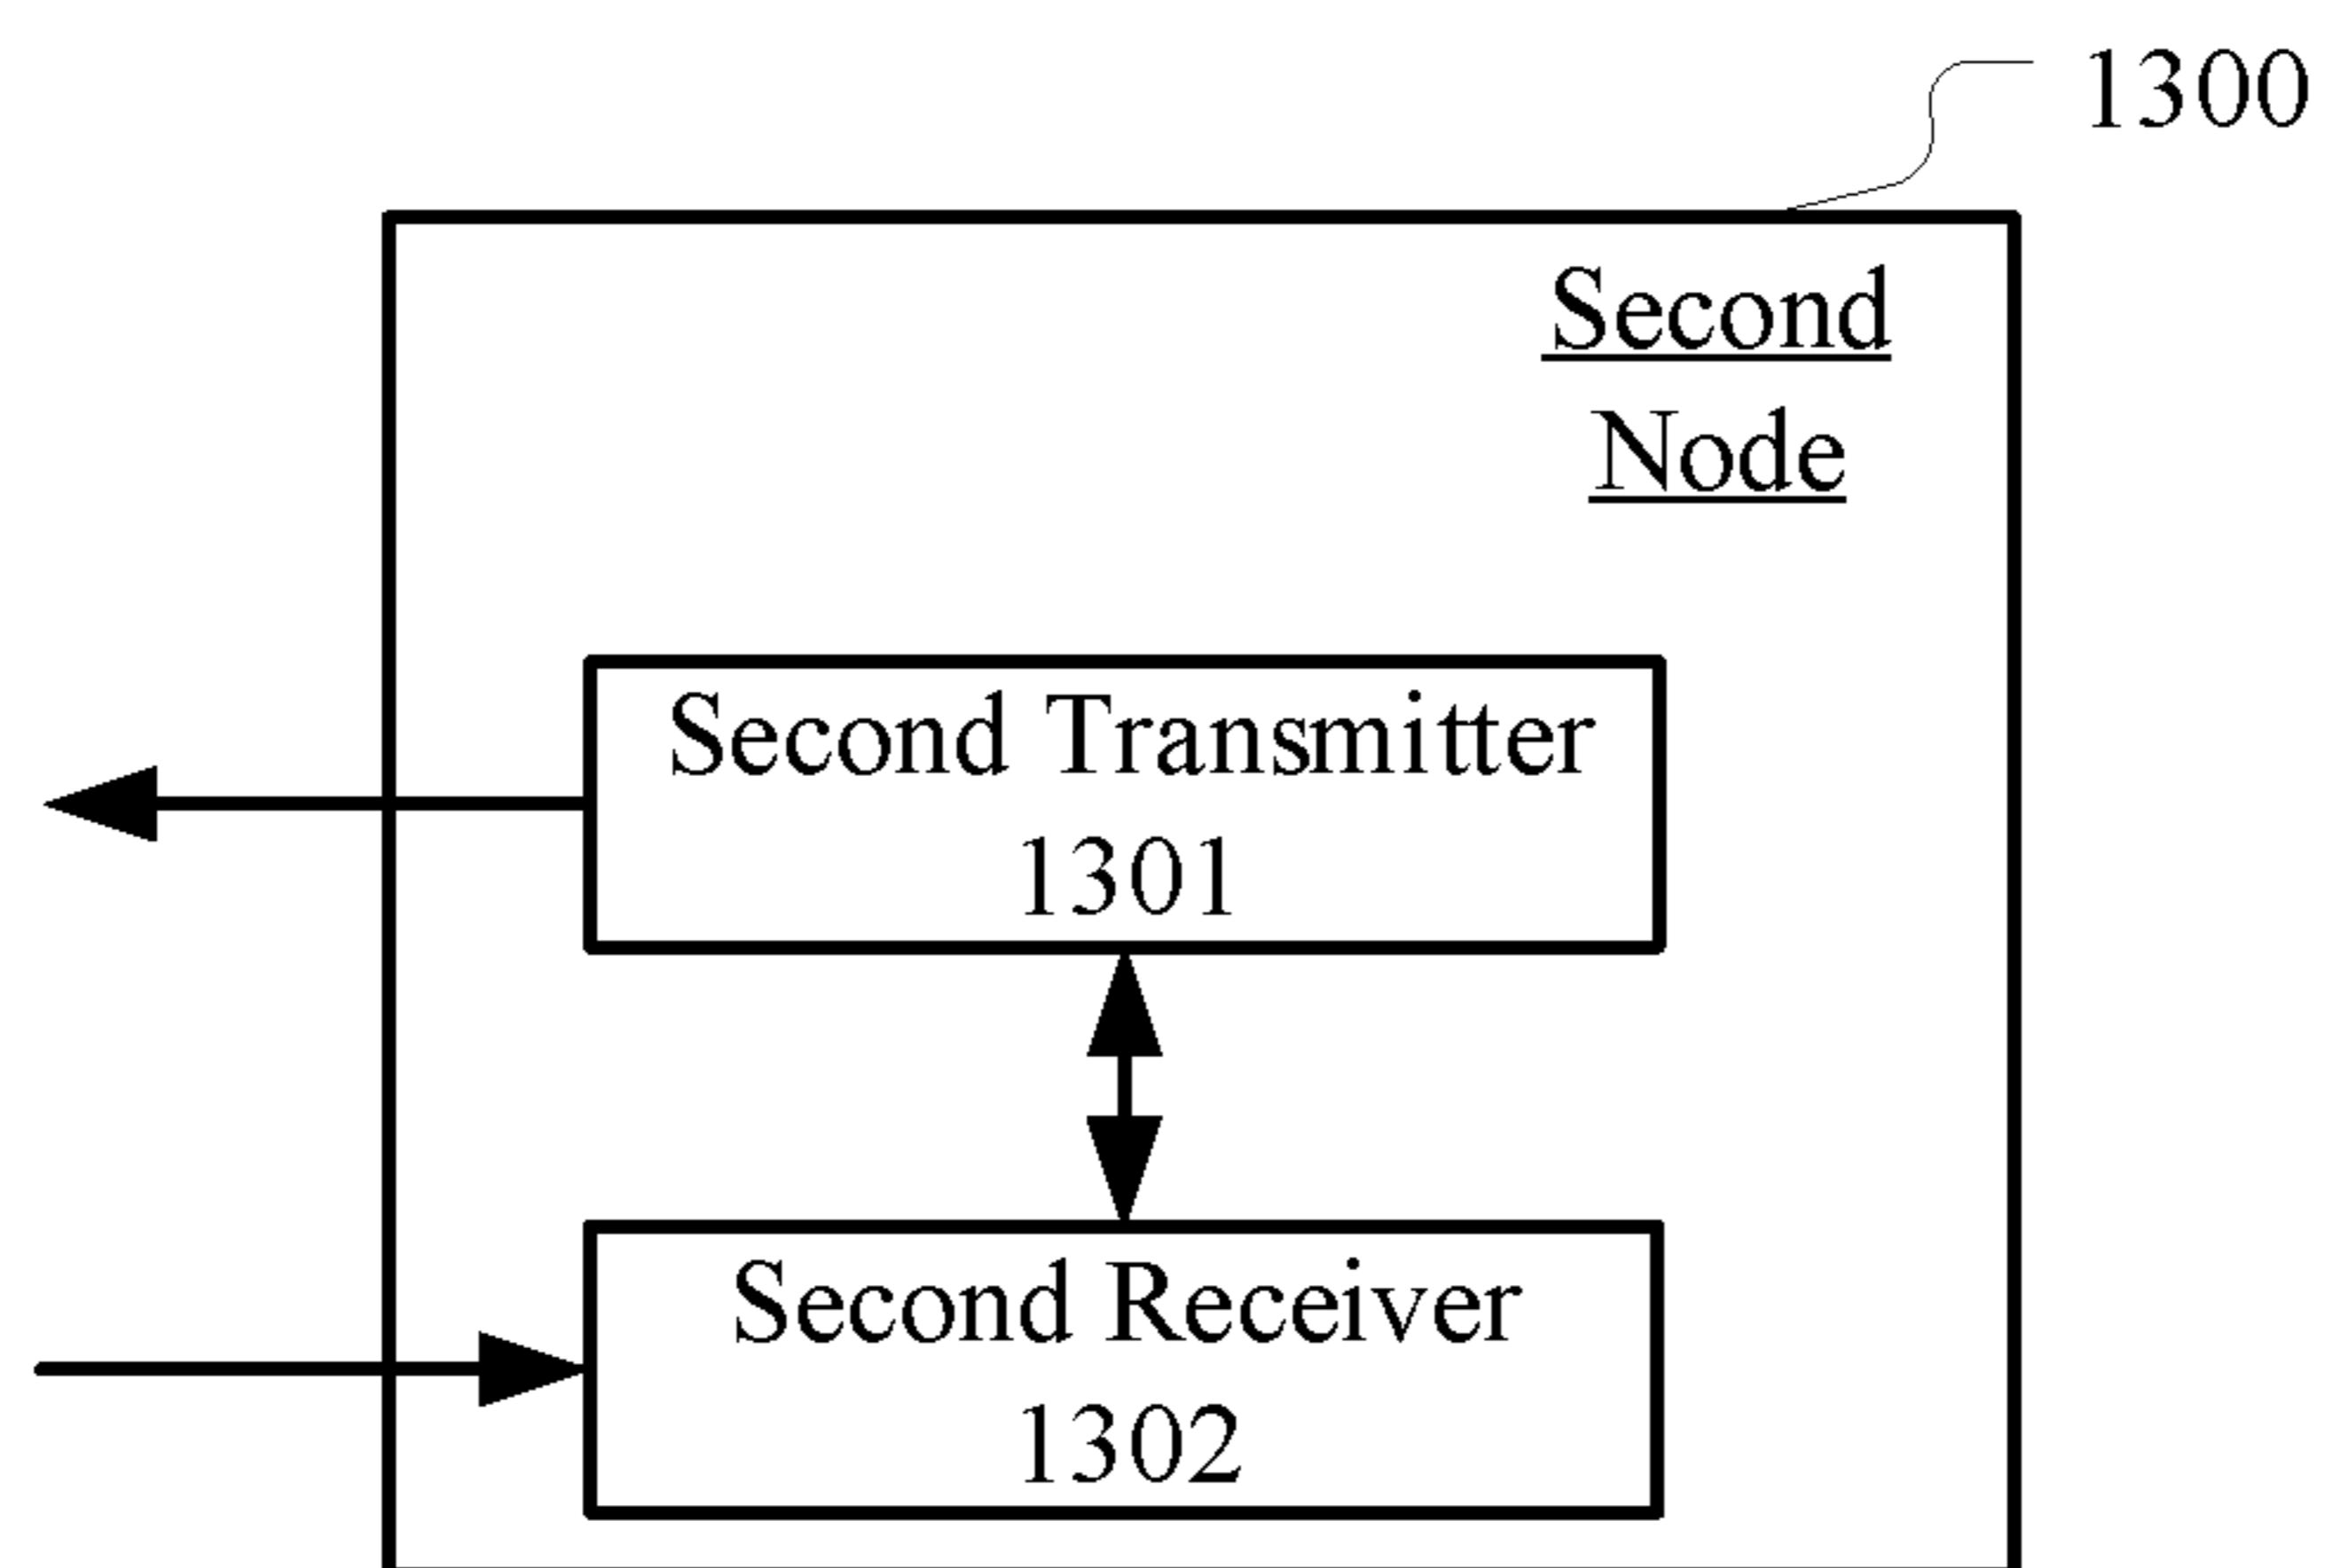 1300
Second
Node
Second Transmitter
1301
Second Receiver
1302